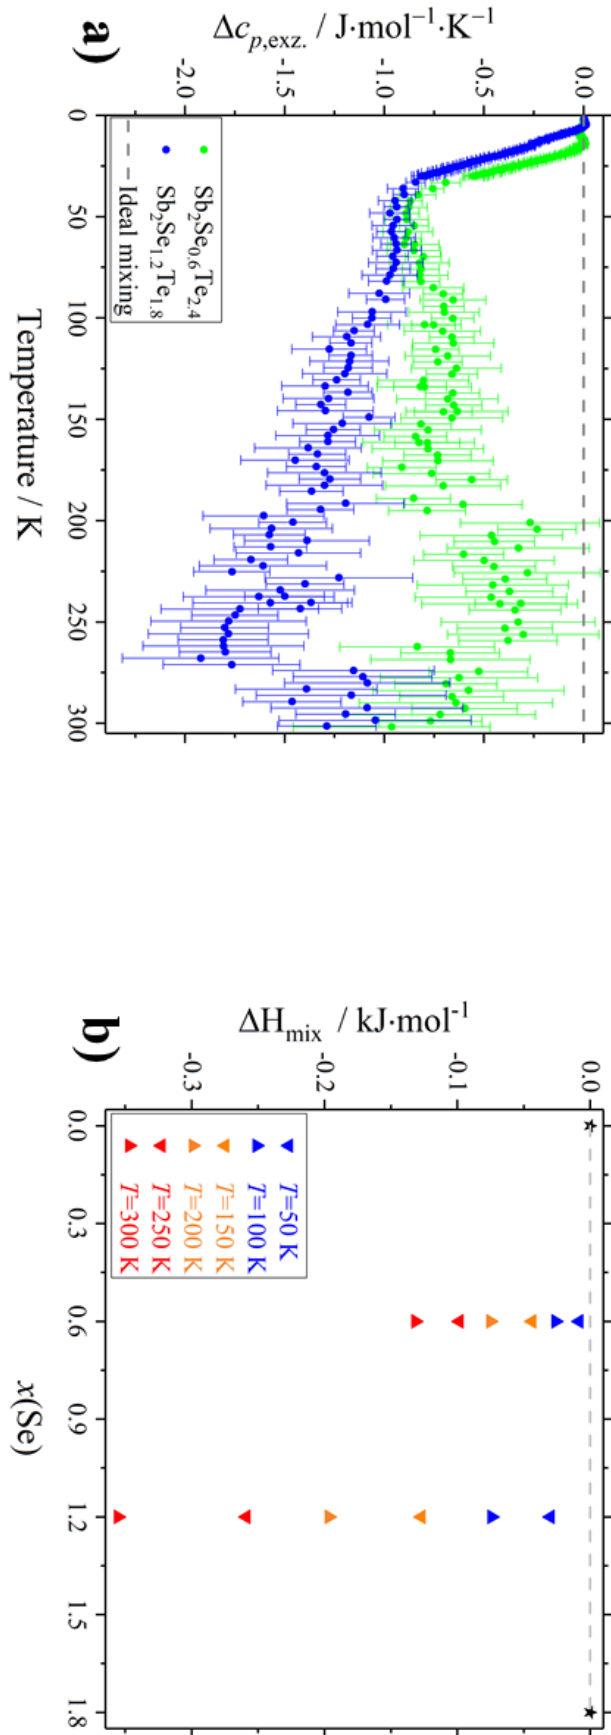 a)
Δc_p,exz. / J·mol⁻¹·K⁻¹
0.0
-0.5
-1.0
-1.5
-2.0
0 50 100 150 200 250 300
Temperature / K
Sb₂Se₀.₆Te₂.₄
Sb₂Se₁.₂Te₁.₈
Ideal mixing
b)
ΔH_mix / kJ·mol⁻¹
0.0
-0.1
-0.2
-0.3
0.0 0.3 0.6 0.9 1.2 1.5 1.8
x(Se)
T=50 K
T=100 K
T=150 K
T=200 K
T=250 K
T=300 K